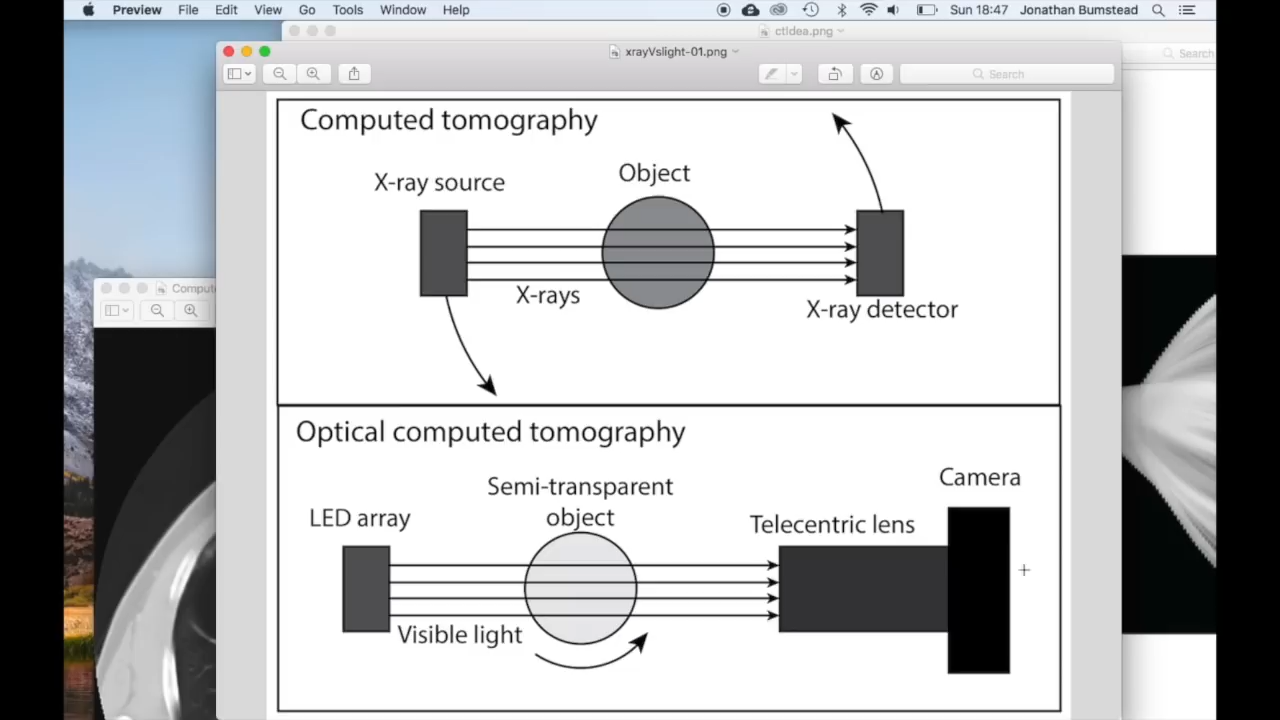 Preview File Edit View Go Tools Window Help Sun 18:47 Jonathan Bumstead
ctIdea.png
xrayVslight-01.png
Search
Search
Comput
Computed tomography
Object
X-ray source
X-rays
X-ray detector
Optical computed tomography
Camera
Semi-transparent
object
LED array
Telecentric lens
Visible light